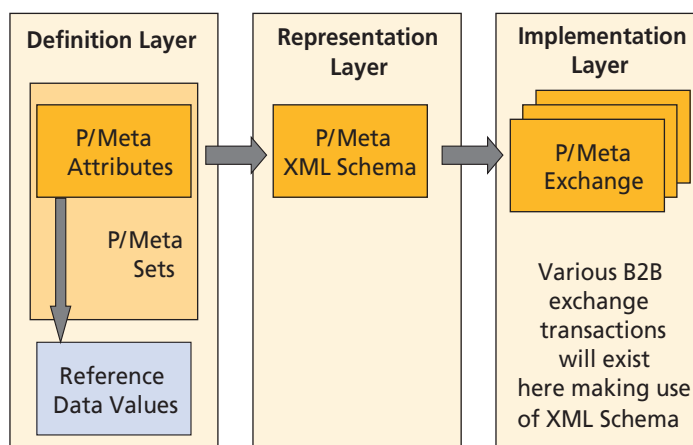 Definition Layer
P/Meta
Attributes
P/Meta
Sets
Reference
Data Values
Representation
Layer
P/Meta
XML Schema
Implementation
Layer
P/Meta
Exchange
Various B2B
exchange
transactions
will exist
here making use
of XML Schema